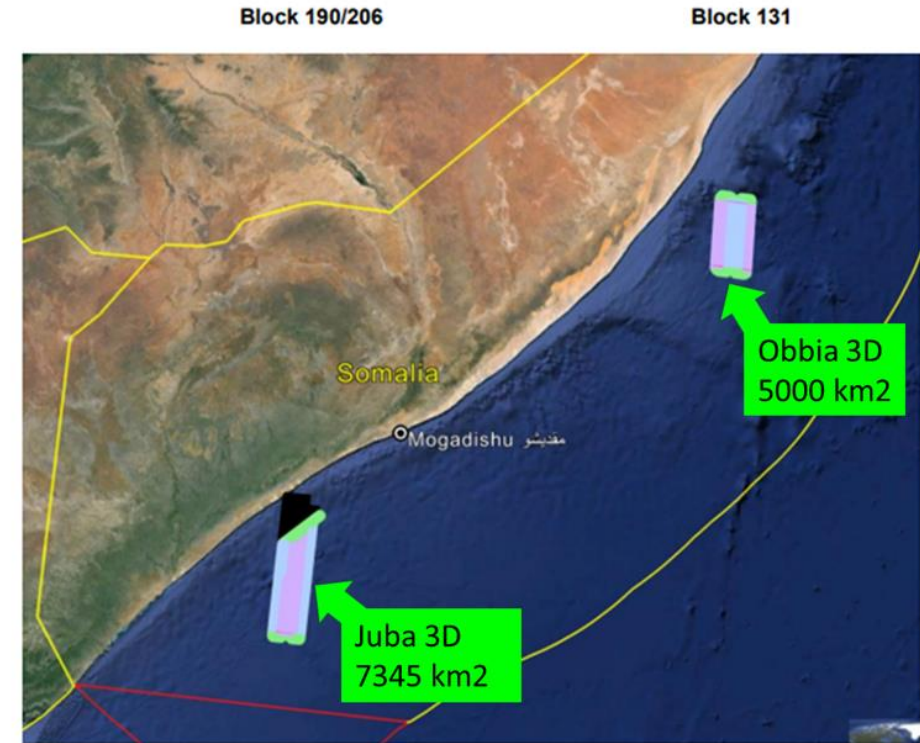 Block 190/206
Block 131
Obbia 3D
5000 km2
Somalia
Mogadishu مقديشو
Juba 3D
7345 km2